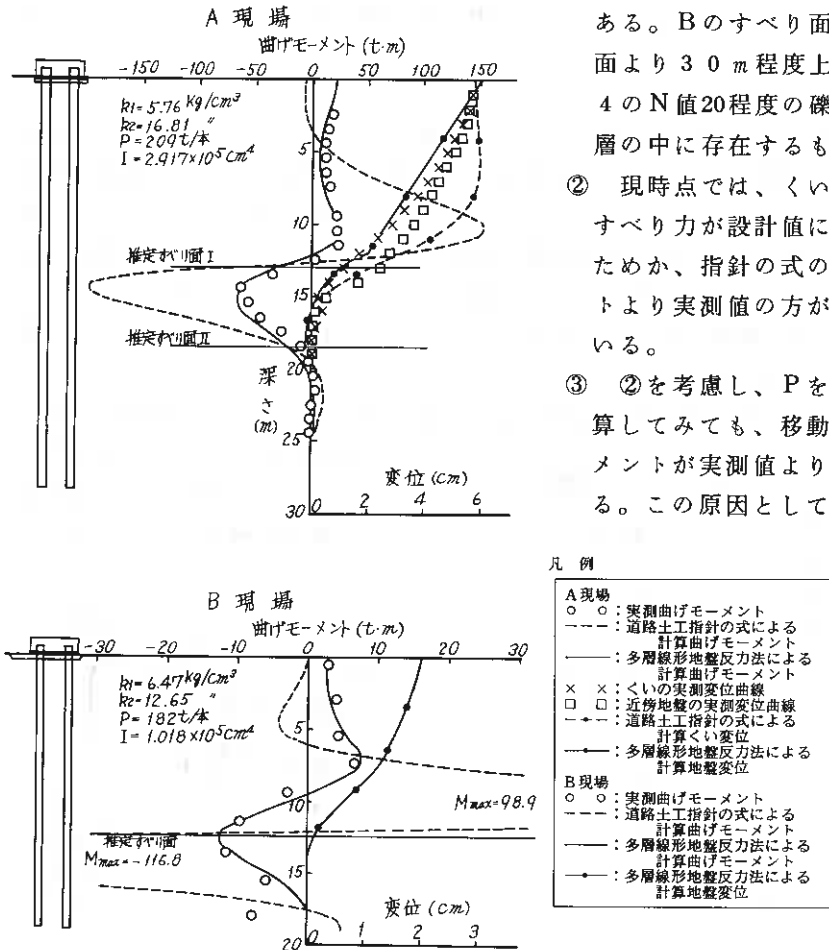 A 現場
曲げモーメント (t·m)
-150 -100 -50 0 50 100 150
k1=5.76 Kg/cm³
k2=16.81 〃
P=209t/本
I=2.917×10⁵cm⁴
5
10
推定すべり面 I
15
推定すべり面 II
20
深さ(m)
25
変位 (cm)
30 0 2 4 6
ある。Bのすべり面
面より30m程度上
4のN値20程度の礫
層の中に存在するも
② 現時点では、くい
すべり力が設計値に
ためか、指針の式の
トより実測値の方が
いる。
③ ②を考慮し、Pを
算してみても、移動
メントが実測値より
る。この原因として
B 現場
曲げモーメント (t·m)
-30 -20 -10 0 10 20 30
k1=6.47kg/cm³
k2=12.65 〃
P=182t/本
I=1.018×10⁵cm⁴
5
10
Mmax=98.9
推定すべり面
Mmax=-116.8
15
変位 (cm)
20 0 1 2 3
凡 例
A現場
○ ○：実測曲げモーメント
----：道路土工指針の式による
計算曲げモーメント
——：多層線形地盤反力法による
計算曲げモーメント
× ×：くいの実測変位曲線
□ □：近傍地盤の実測変位曲線
-•-：道路土工指針の式による
計算くい変位
—•—：多層線形地盤反力法による
計算地盤変位
B現場
○ ○：実測曲げモーメント
----：道路土工指針の式による
計算曲げモーメント
——：多層線形地盤反力法による
計算曲げモーメント
—•—：多層線形地盤反力法による
計算地盤変位